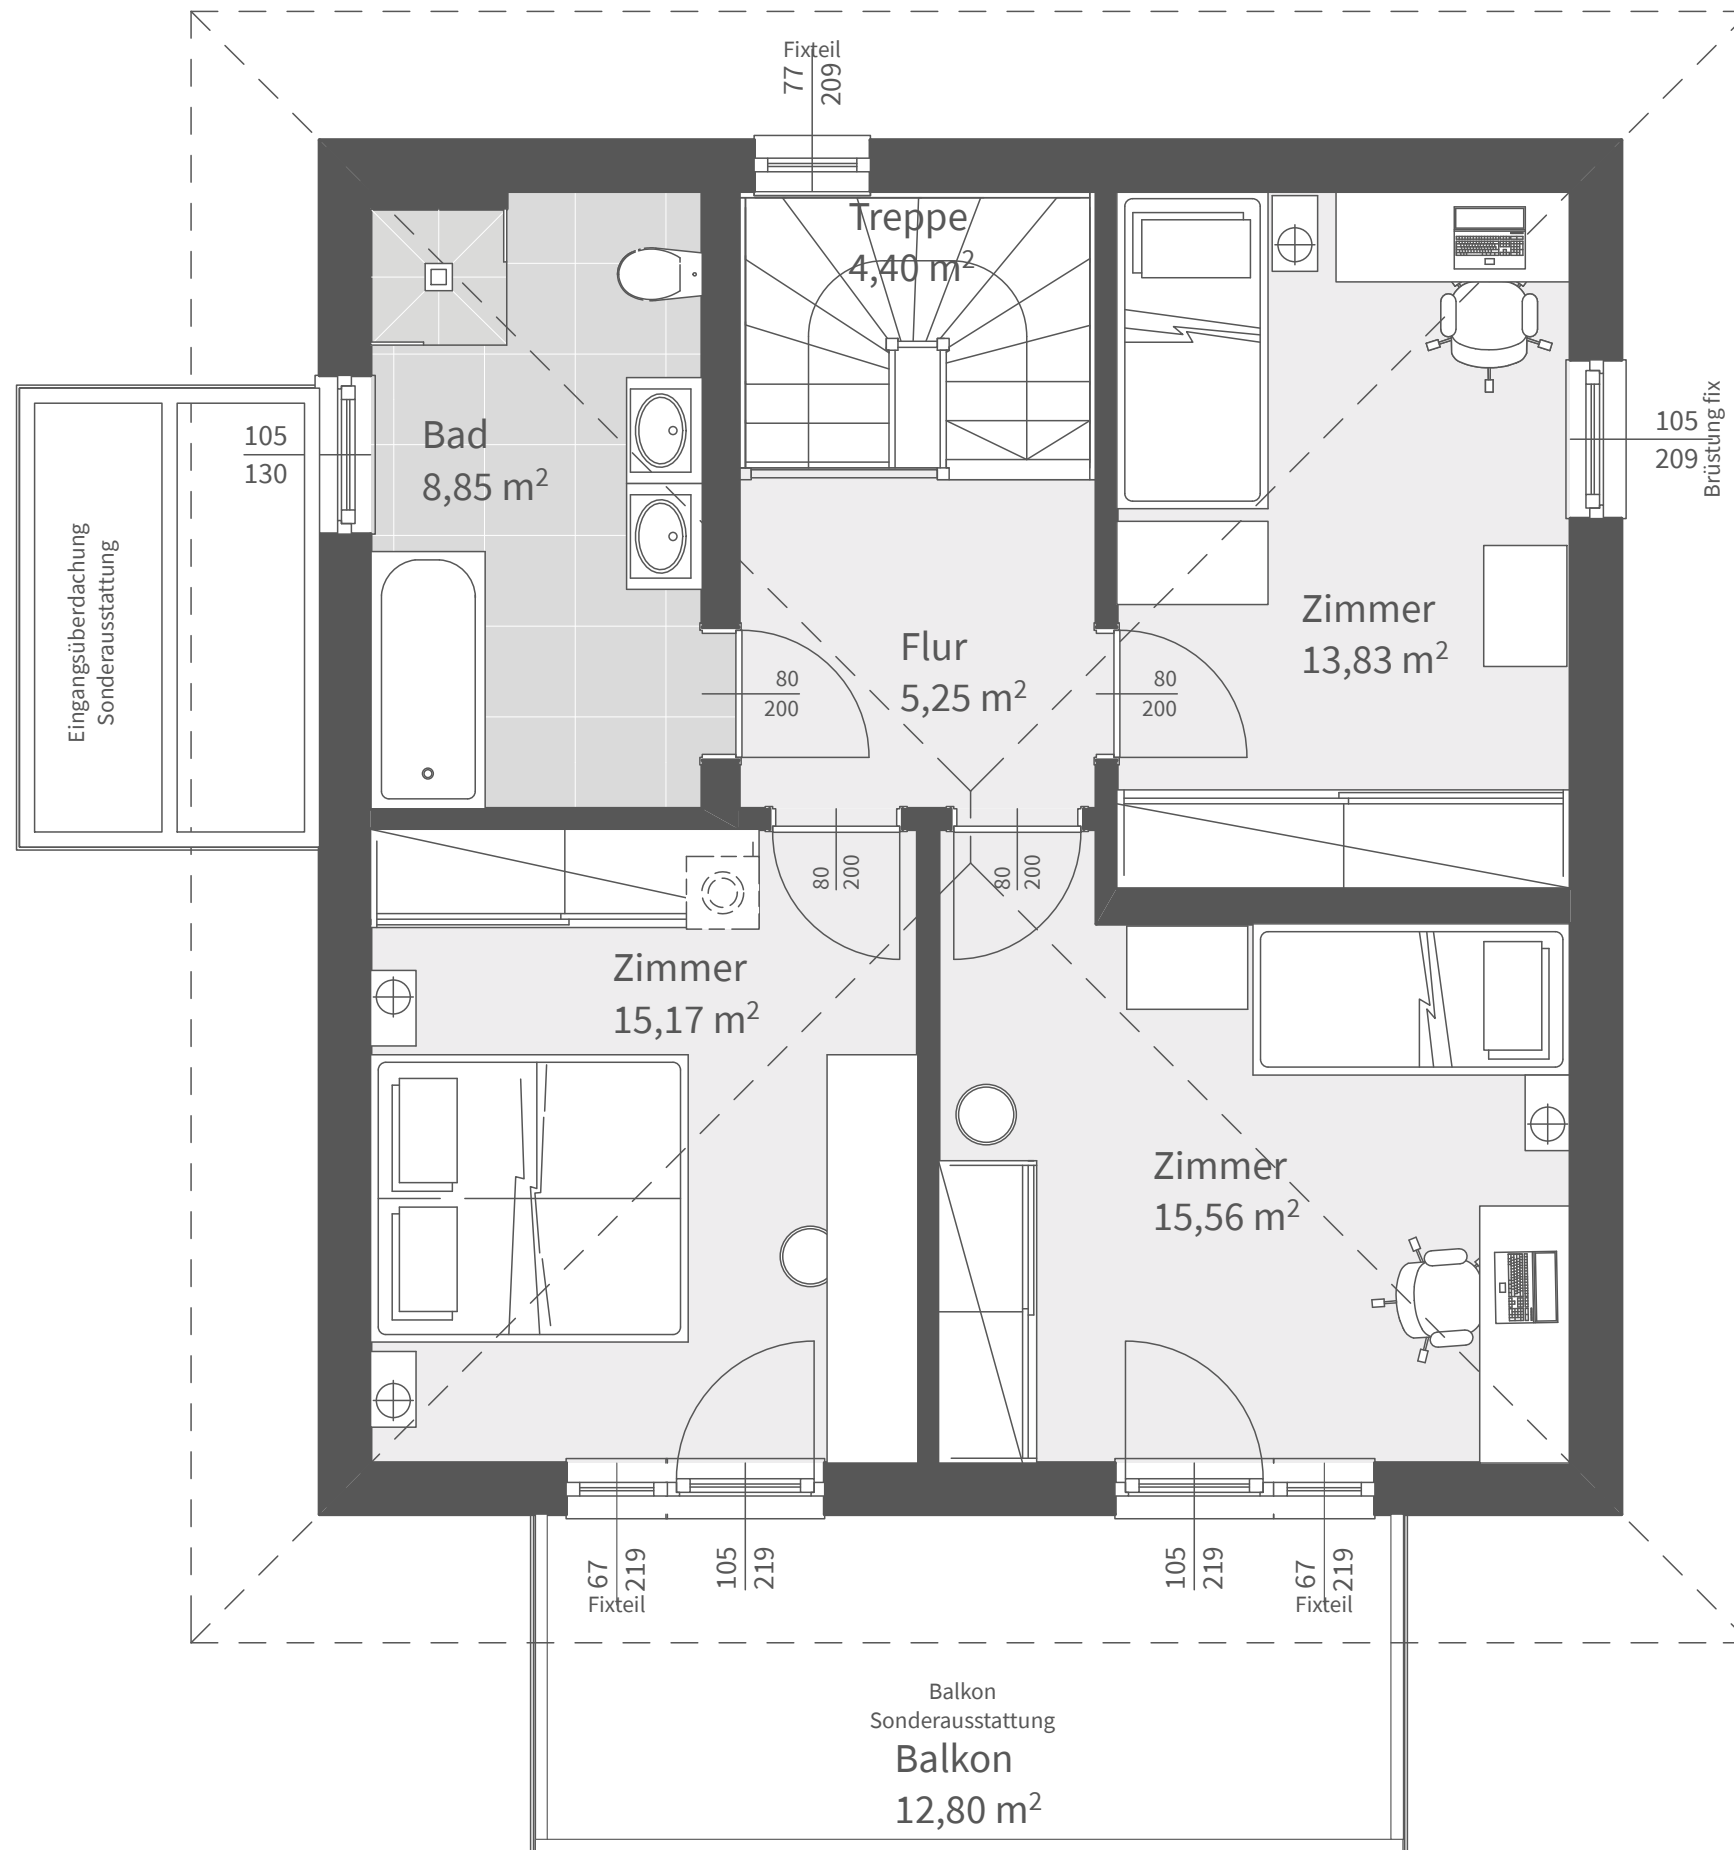 Fixteil
77
209
Treppe
4,40 m²
105
130
Bad
8,85 m²
105
209
Brüstung fix
Eingangsüberdachung
Sonderausstattung
Flur
5,25 m²
80
200
80
200
Zimmer
13,83 m²
80
200
80
200
Zimmer
15,17 m²
Zimmer
15,56 m²
67
219
Fixteil
105
219
105
219
67
219
Fixteil
Balkon
Sonderausstattung
Balkon
12,80 m²